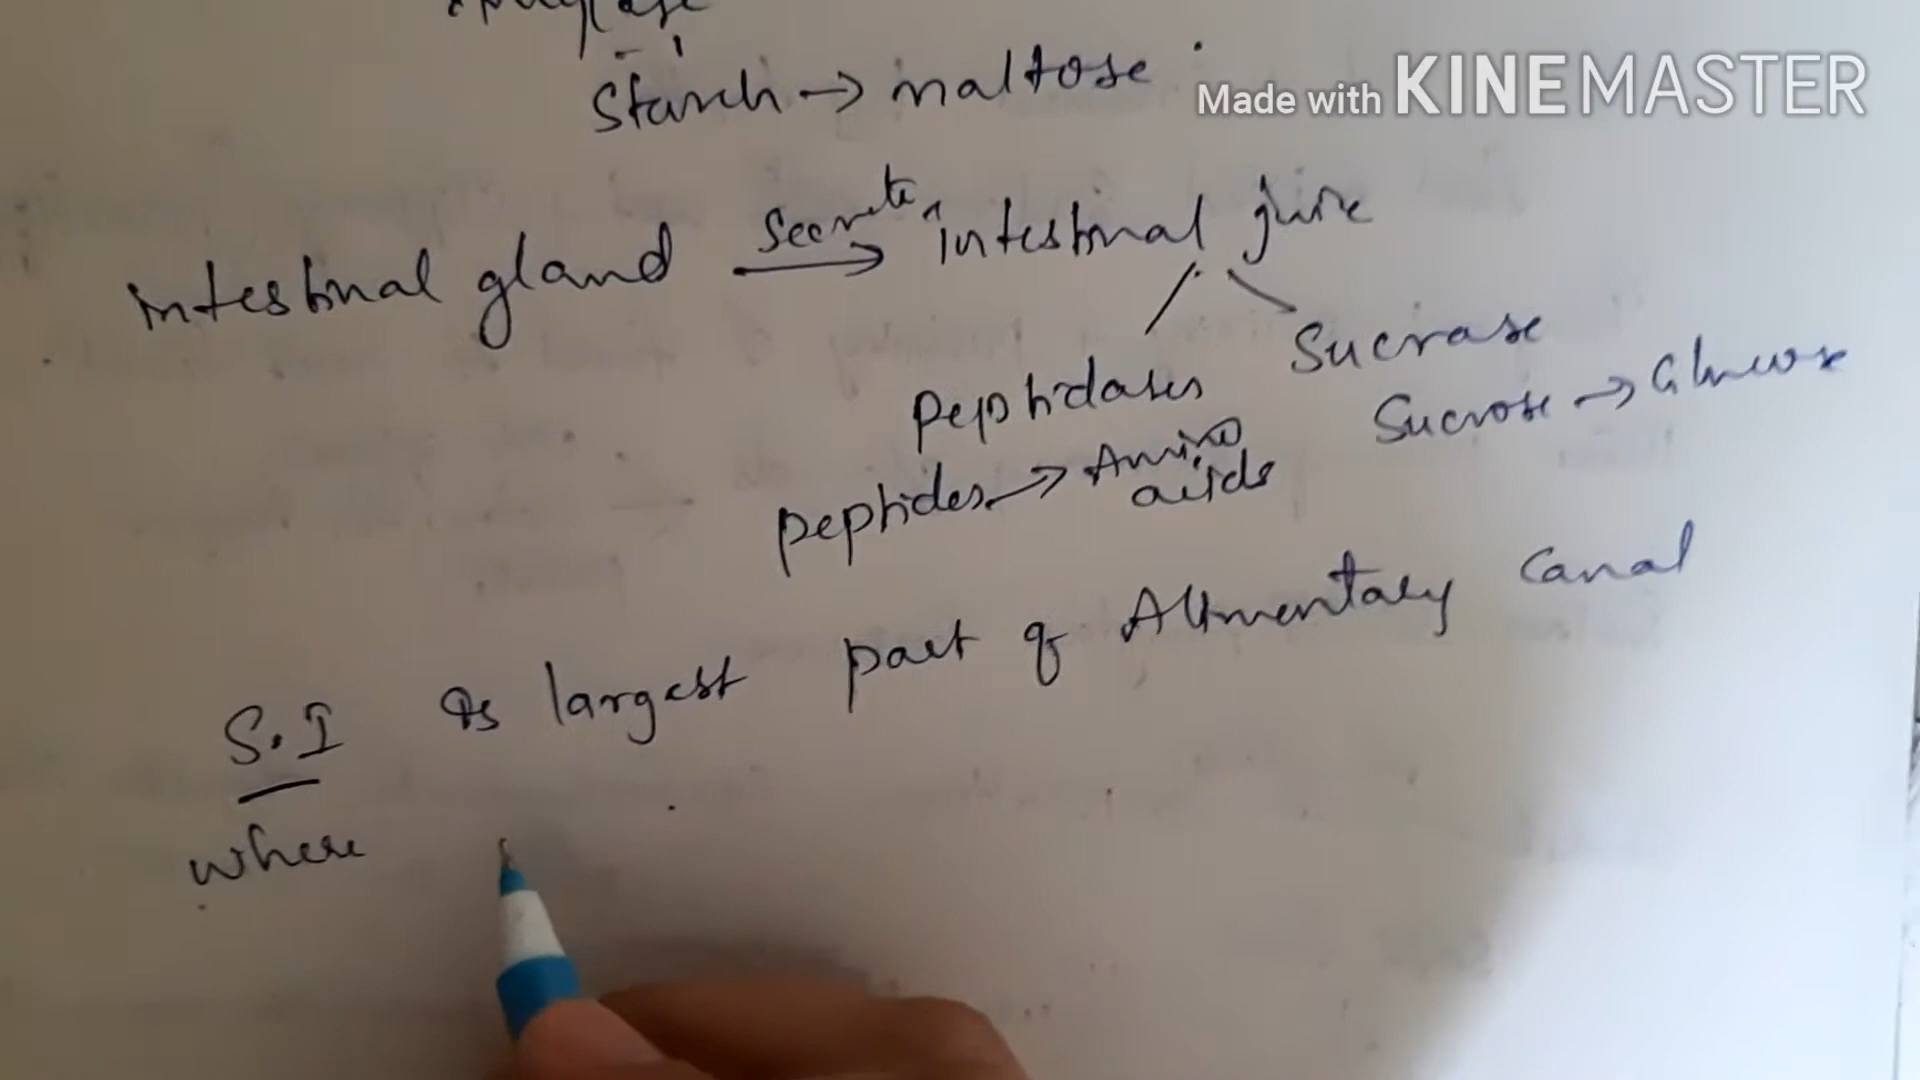 Starch → maltose
Made with KINEMASTER
Intestinal gland secrete → intestinal juice
Peptidases Sucrase
peptides → Amino acids Sucrose → Glucose
S.I is largest part of Alimentary canal
where